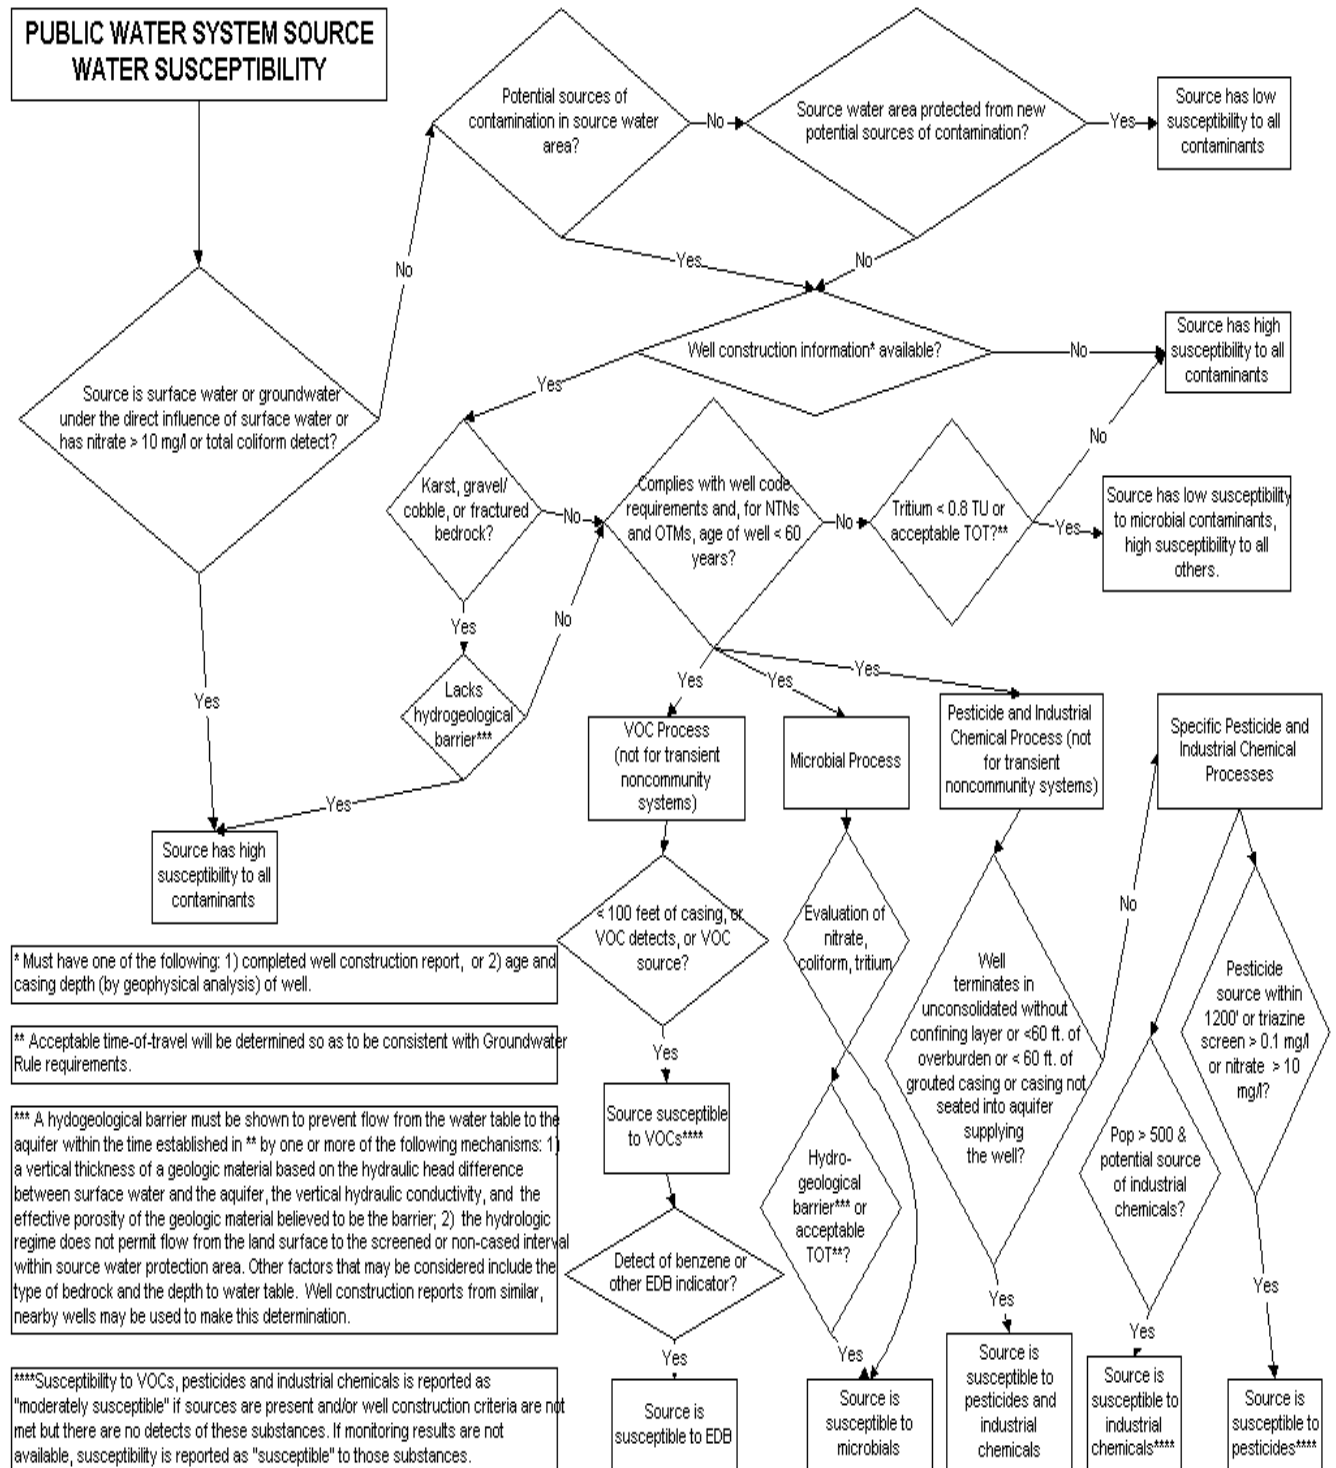 PUBLIC WATER SYSTEM SOURCE
WATER SUSCEPTIBILITY
Potential sources of
contamination in source water
area?
No
Source water area protected from new
potential sources of contamination?
Yes
Source has low
susceptibility to all
contaminants
No
Yes
No
Source is surface water or groundwater
under the direct influence of surface water or
has nitrate > 10 mg/l or total coliform detect?
Well construction information* available?
No
Source has high
susceptibility to all
contaminants
Yes
Karst, gravel/
cobble, or fractured
bedrock?
No
Complies with well code
requirements and, for NTNs
and OTMs, age of well < 60
years?
No
Tritium < 0.8 TU or
acceptable TOT?**
No
Yes
Source has low susceptibility
to microbial contaminants,
high susceptibility to all
others.
Yes
No
Yes
Lacks
hydrogeological
barrier***
Yes
Source has high
susceptibility to all
contaminants
Yes
Yes
Yes
VOC Process
(not for transient
noncommunity
systems)
Microbial Process
Pesticide and Industrial
Chemical Process (not
for transient
noncommunity systems)
Specific Pesticide and
Industrial Chemical
Processes
No
< 100 feet of casing, or
VOC detects, or VOC
source?
Evaluation of
nitrate,
coliform, tritium
Well
terminates in
unconsolidated without
confining layer or <60 ft. of
overburden or < 60 ft. of
grouted casing or casing not
seated into aquifer
supplying
the well?
Pesticide
source within
1200' or triazine
screen > 0.1 mg/l
or nitrate > 10
mg/l?
Yes
Source susceptible
to VOCs****
Hydro-
geological
barrier*** or
acceptable
TOT**?
Pop > 500 &
potential source
of industrial
chemicals?
Detect of benzene or
other EDB indicator?
Yes
Yes
Yes
Yes
Yes
Source is
susceptible to EDB
Source is
susceptible to
microbials
Source is
susceptible to
pesticides and
industrial
chemicals
Source is
susceptible to
industrial
chemicals****
Source is
susceptible to
pesticides****
* Must have one of the following: 1) completed well construction report, or 2) age and
casing depth (by geophysical analysis) of well.
** Acceptable time-of-travel will be determined so as to be consistent with Groundwater
Rule requirements.
*** A hydogeological barrier must be shown to prevent flow from the water table to the
aquifer within the time established in ** by one or more of the following mechanisms: 1)
a vertical thickness of a geologic material based on the hydraulic head difference
between surface water and the aquifer, the vertical hydraulic conductivity, and the
effective porosity of the geologic material believed to be the barrier; 2) the hydrologic
regime does not permit flow from the land surface to the screened or non-cased interval
within source water protection area. Other factors that may be considered include the
type of bedrock and the depth to water table. Well construction reports from similar,
nearby wells may be used to make this determination.
****Susceptibility to VOCs, pesticides and industrial chemicals is reported as
"moderately susceptible" if sources are present and/or well construction criteria are not
met but there are no detects of these substances. If monitoring results are not
available, susceptibility is reported as "susceptible" to those substances.